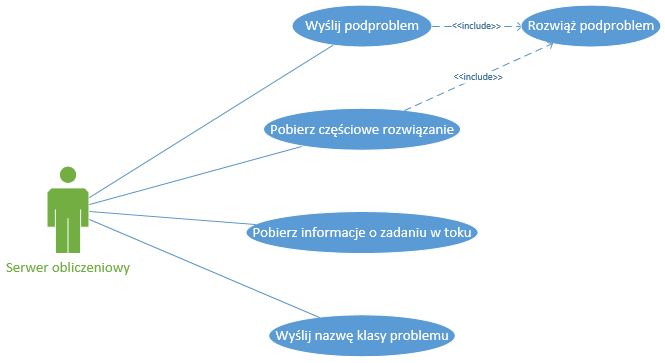 Wyślij podproblem
<<include>>
Rozwiąż podproblem
<<include>>
Pobierz częściowe rozwiązanie
Pobierz informacje o zadaniu w toku
Serwer obliczeniowy
Wyślij nazwę klasy problemu